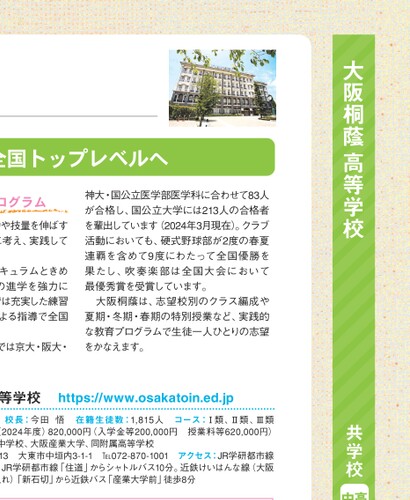 大阪桐蔭高等学校
共学校
中高
全国トップレベルへ
ログラム
や技量を伸ばす
考え、実践して
キュラムときめ
の進学を強力に
は充実した練習
よる指導で全国
では京大・阪大・
神大・国公立医学部医学科に合わせて83人
が合格し、国公立大学には213人の合格者
を輩出しています（2024年3月現在）。クラブ
活動においても、硬式野球部が2度の春夏
連覇を含めて9度にわたって全国優勝を
果たし、吹奏楽部は全国大会において
最優秀賞を受賞しています。
大阪桐蔭は、志望校別のクラス編成や
夏期・冬期・春期の特別授業など、実践的
な教育プログラムで生徒一人ひとりの志望
をかなえます。
等学校 https://www.osakatoin.ed.jp
校長：今田 悟 在籍生徒数：1,815人 コース：Ⅰ類、Ⅱ類、Ⅲ類
（2024年度）820,000円（入学金等200,000円 授業料等620,000円）
中学校、大阪産業大学、同附属高等学校
13 大東市中垣内3-1-1 ℡072-870-1001 アクセス：JR学研都市線
JR学研都市線「住道」からシャトルバス10分。近鉄けいはんな線（大阪
れ）「新石切」から近鉄バス「産業大学前」徒歩8分